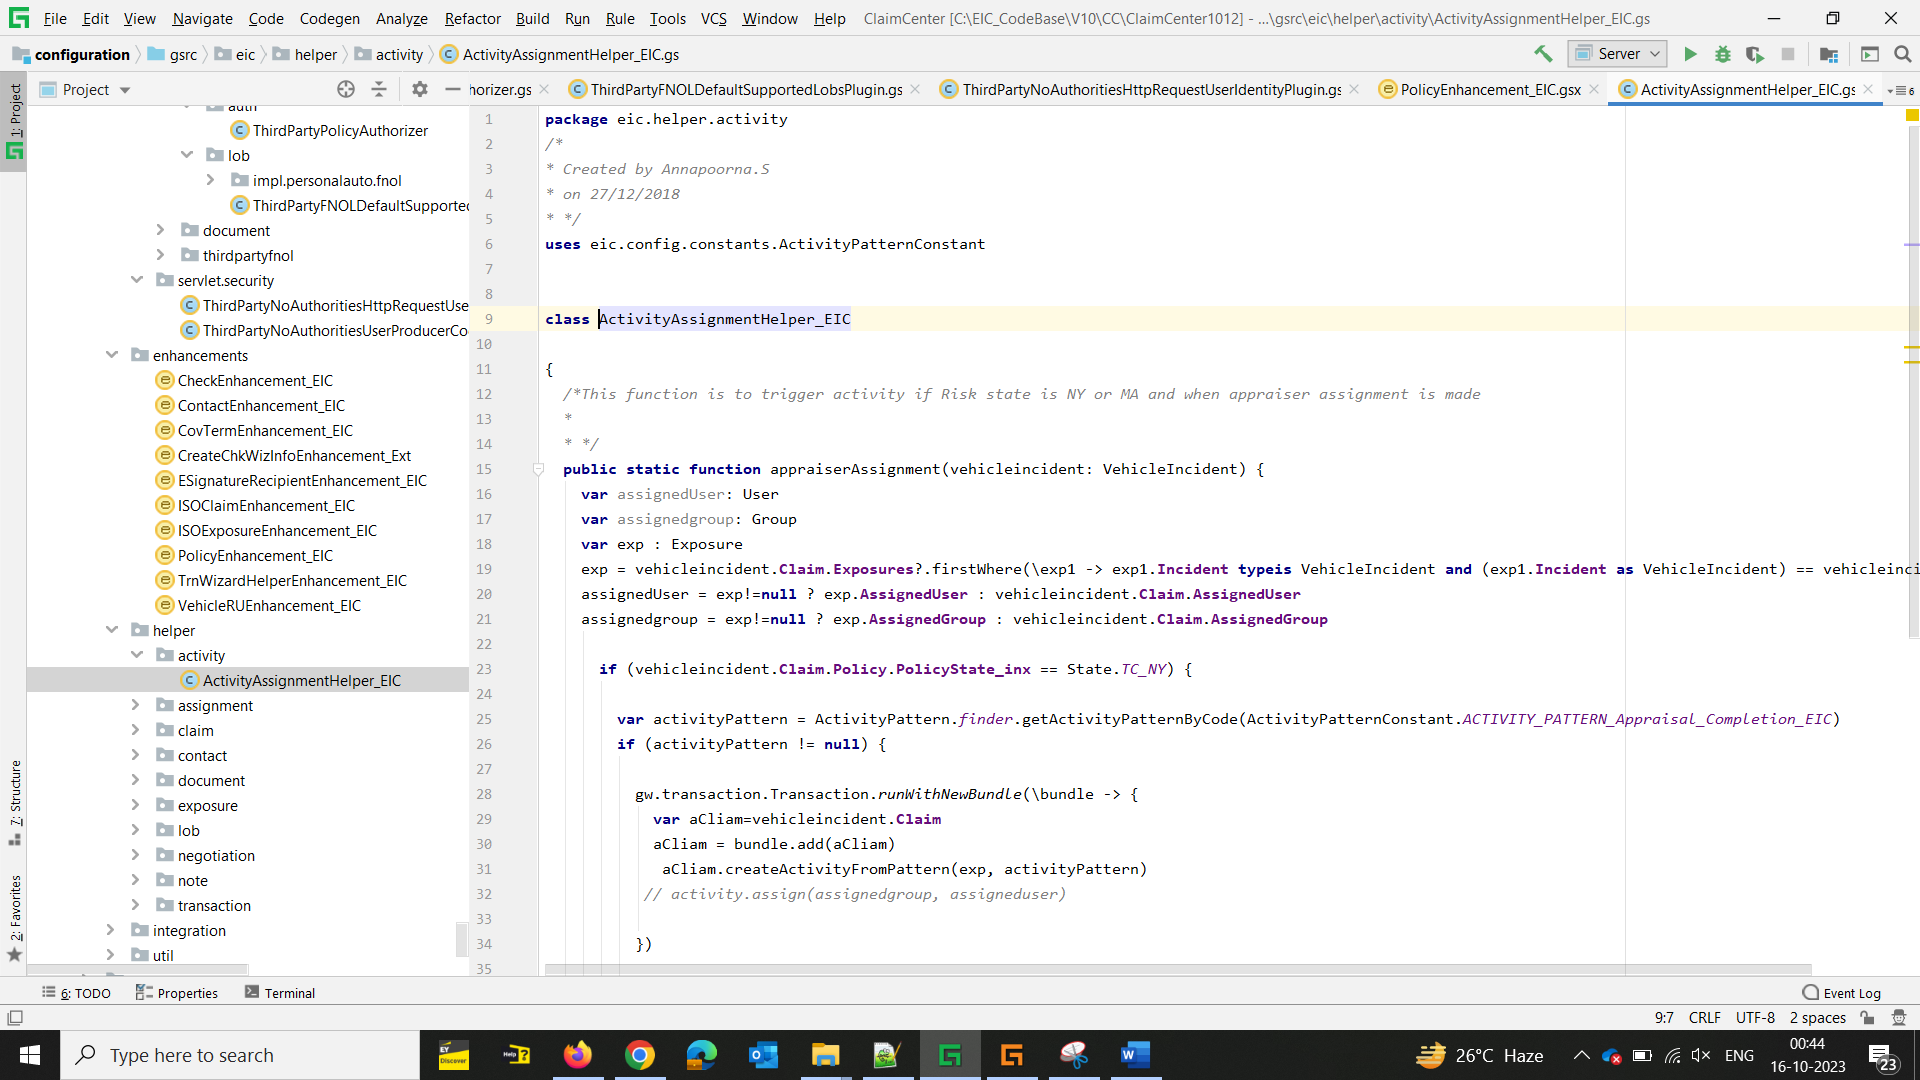 File Edit View Navigate Code Codegen Analyze Refactor Build Run Rule Tools VCS Window Help ClaimCenter [C:\EIC_CodeBase\V10\CC\ClaimCenter1012] - ...\gsrc\eic\helper\activity\ActivityAssignmentHelper_EIC.gs
configuration gsrc eic helper activity ActivityAssignmentHelper_EIC.gs Server
Project horizer.gs ThirdPartyFNOLDefaultSupportedLobsPlugin.gs ThirdPartyNoAuthoritiesHttpRequestUserIdentityPlugin.gs PolicyEnhancement_EIC.gsx ActivityAssignmentHelper_EIC.gs 6
1: Project
7: Structure
2: Favorites
auth
ThirdPartyPolicyAuthorizer
lob
impl.personalauto.fnol
ThirdPartyFNOLDefaultSupported
document
thirdpartyfnol
servlet.security
ThirdPartyNoAuthoritiesHttpRequestUse
ThirdPartyNoAuthoritiesUserProducerCo
enhancements
CheckEnhancement_EIC
ContactEnhancement_EIC
CovTermEnhancement_EIC
CreateChkWizInfoEnhancement_Ext
ESignatureRecipientEnhancement_EIC
ISOClaimEnhancement_EIC
ISOExposureEnhancement_EIC
PolicyEnhancement_EIC
TrnWizardHelperEnhancement_EIC
VehicleRUEnhancement_EIC
helper
activity
ActivityAssignmentHelper_EIC
assignment
claim
contact
document
exposure
lob
negotiation
note
transaction
integration
util
1 package eic.helper.activity
2 /*
3 * Created by Annapoorna.S
4 * on 27/12/2018
5 * */
6 uses eic.config.constants.ActivityPatternConstant
7
8
9 class ActivityAssignmentHelper_EIC
10
11 {
12 /*This function is to trigger activity if Risk state is NY or MA and when appraiser assignment is made
13 *
14 * */
15 public static function appraiserAssignment(vehicleincident: VehicleIncident) {
16 var assignedUser: User
17 var assignedgroup: Group
18 var exp : Exposure
19 exp = vehicleincident.Claim.Exposures?.firstWhere(\exp1 -> exp1.Incident typeis VehicleIncident and (exp1.Incident as VehicleIncident) == vehicleinci
20 assignedUser = exp!=null ? exp.AssignedUser : vehicleincident.Claim.AssignedUser
21 assignedgroup = exp!=null ? exp.AssignedGroup : vehicleincident.Claim.AssignedGroup
22
23 if (vehicleincident.Claim.Policy.PolicyState_inx == State.TC_NY) {
24
25 var activityPattern = ActivityPattern.finder.getActivityPatternByCode(ActivityPatternConstant.ACTIVITY_PATTERN_Appraisal_Completion_EIC)
26 if (activityPattern != null) {
27
28 gw.transaction.Transaction.runWithNewBundle(\bundle -> {
29 var aCliam=vehicleincident.Claim
30 aCliam = bundle.add(aCliam)
31 aCliam.createActivityFromPattern(exp, activityPattern)
32 // activity.assign(assignedgroup, assigneduser)
33
34 })
35
6: TODO Properties Terminal Event Log
9:7 CRLF UTF-8 2 spaces
Type here to search
EY Discover
Help ?
26°C Haze ENG
00:44
16-10-2023
23